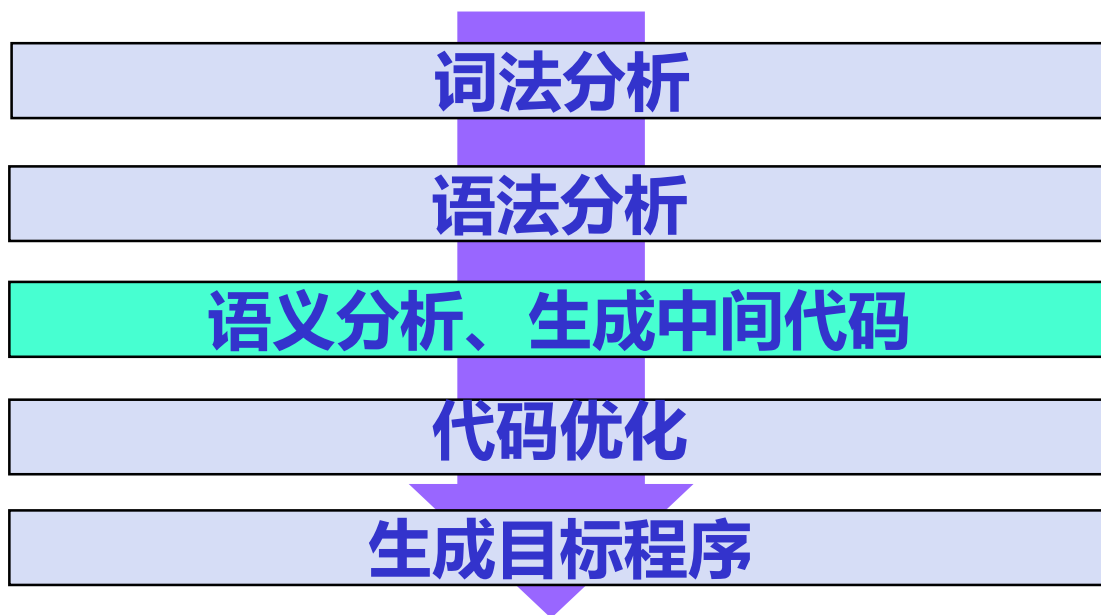 词法分析
语法分析
语义分析、生成中间代码
代码优化
生成目标程序